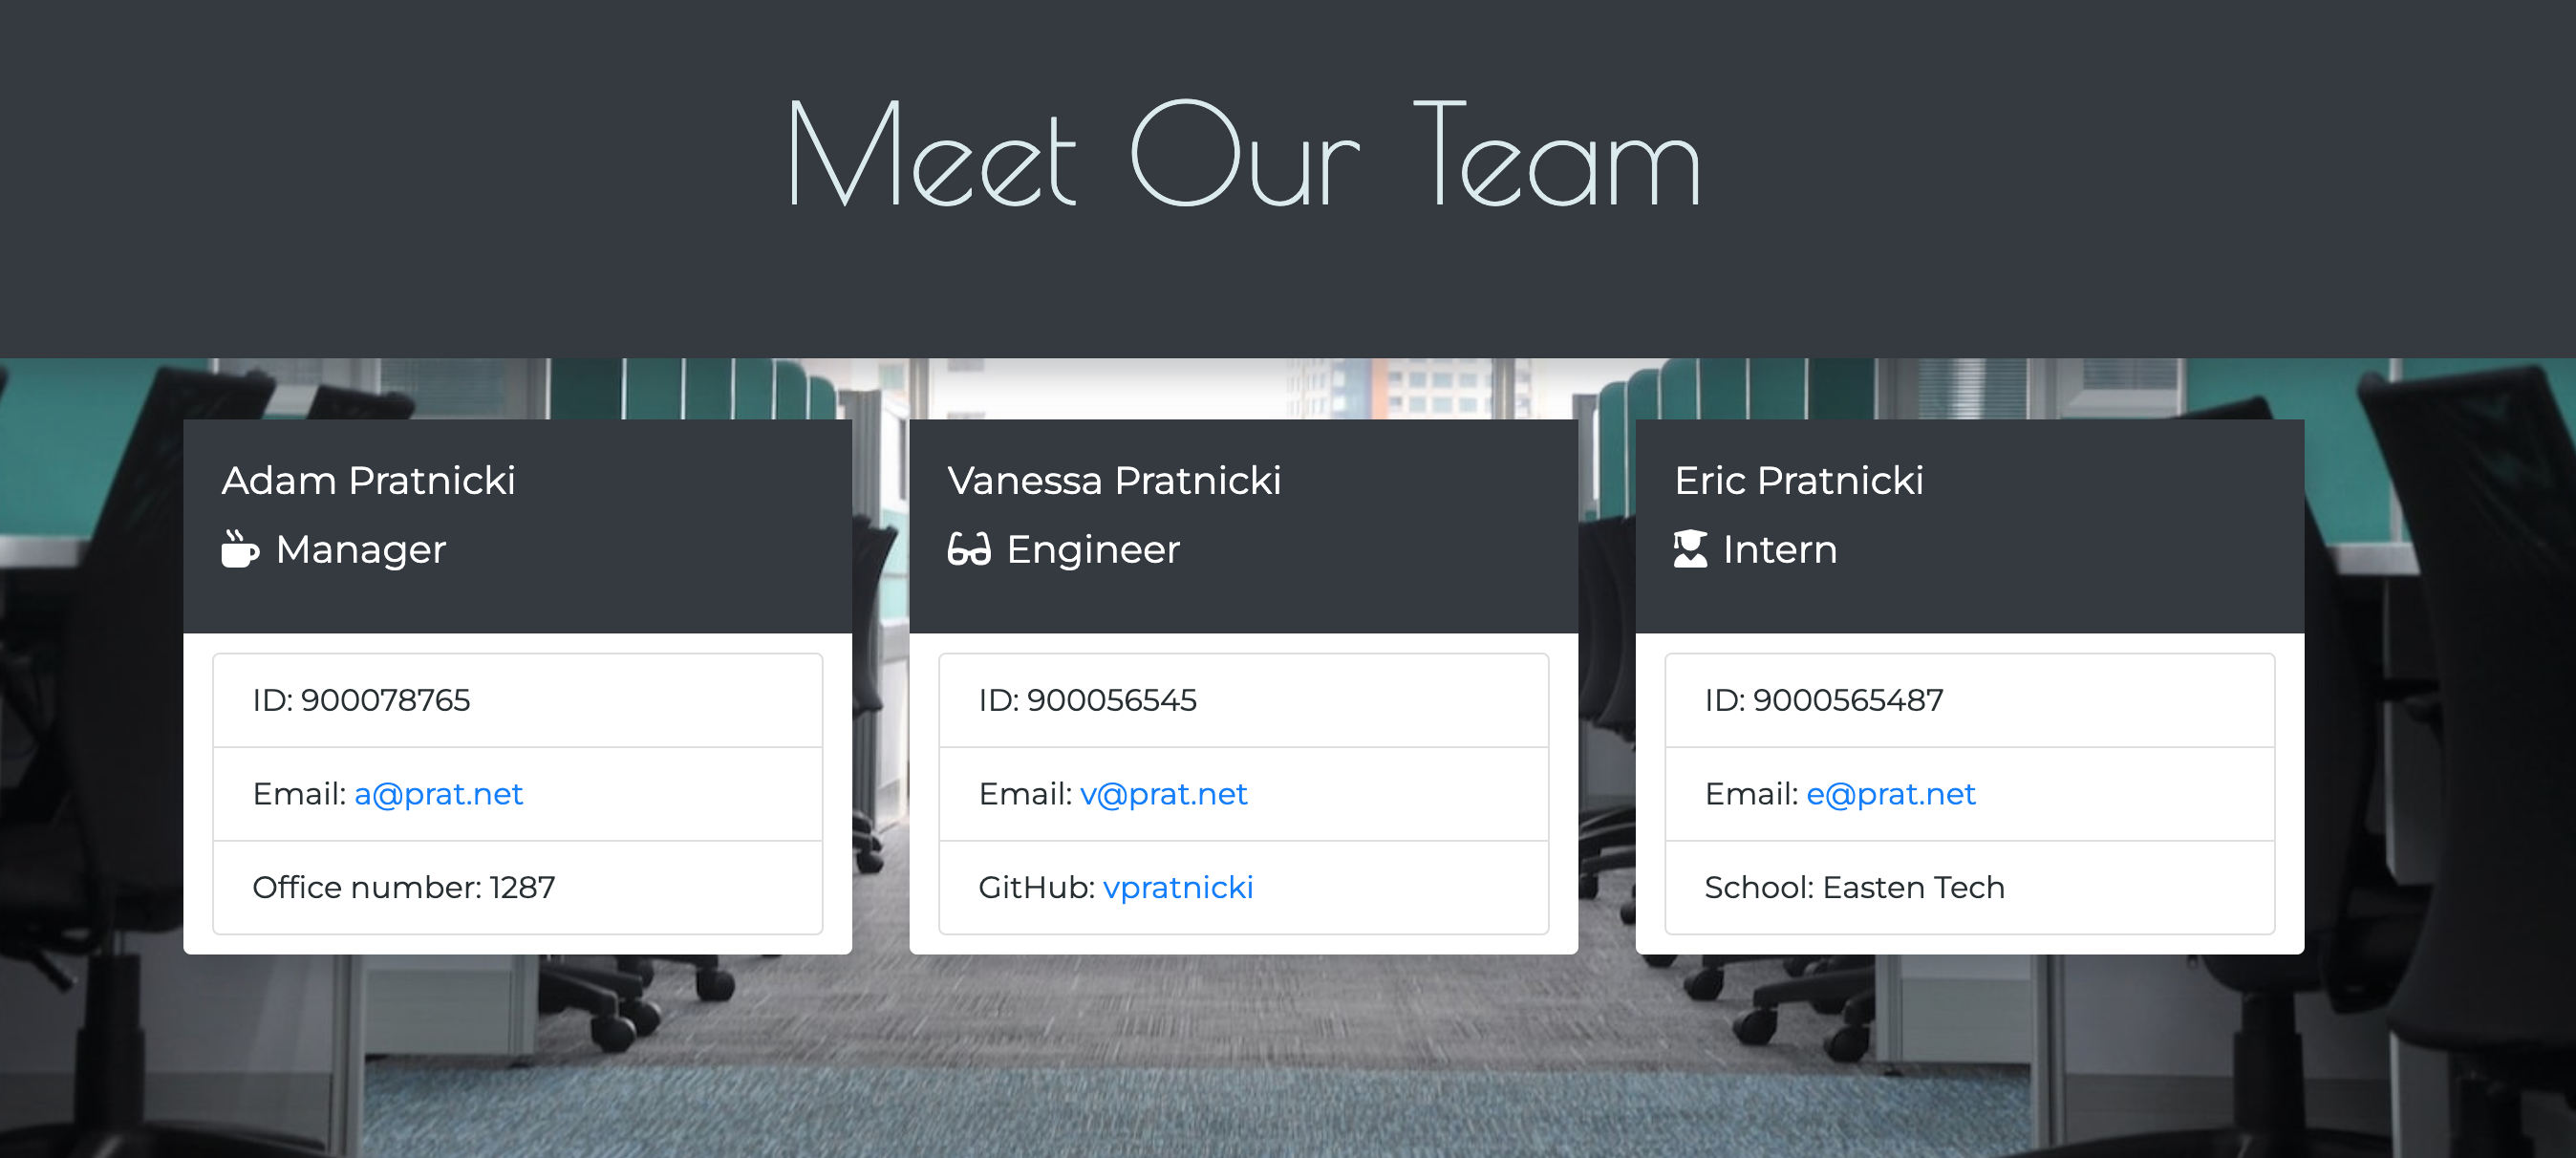 Meet Our Team
Adam Pratnicki
Manager
ID: 900078765
Email: a@prat.net
Office number: 1287
Vanessa Pratnicki
Engineer
ID: 900056545
Email: v@prat.net
GitHub: vpratnicki
Eric Pratnicki
Intern
ID: 9000565487
Email: e@prat.net
School: Easten Tech